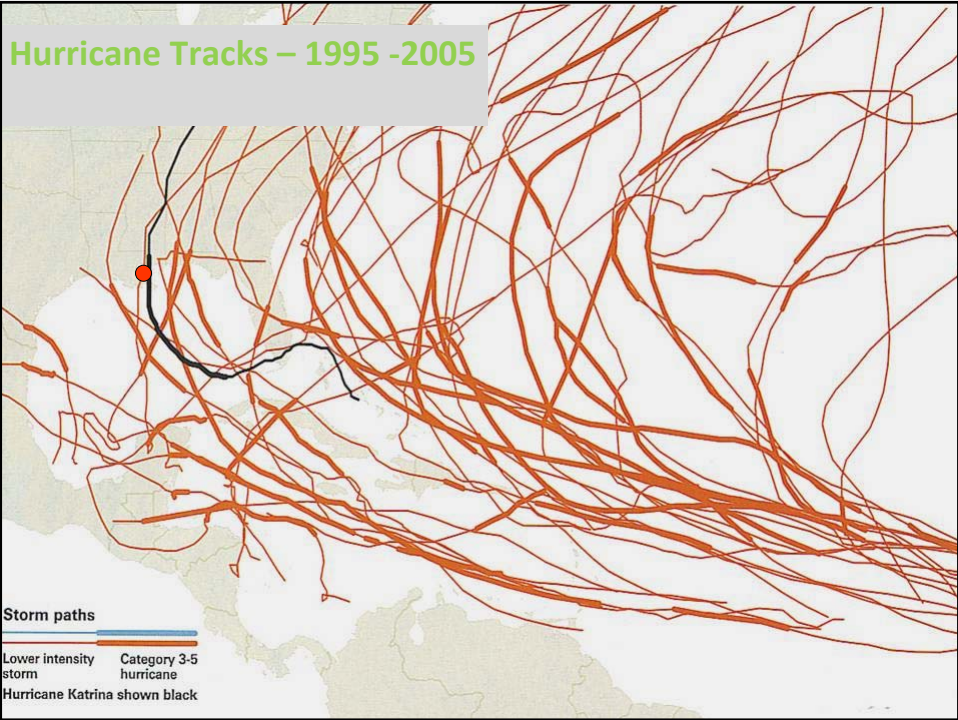 Hurricane Tracks – 1995 -2005
Storm paths
Lower intensity storm
Category 3-5 hurricane
Hurricane Katrina shown black